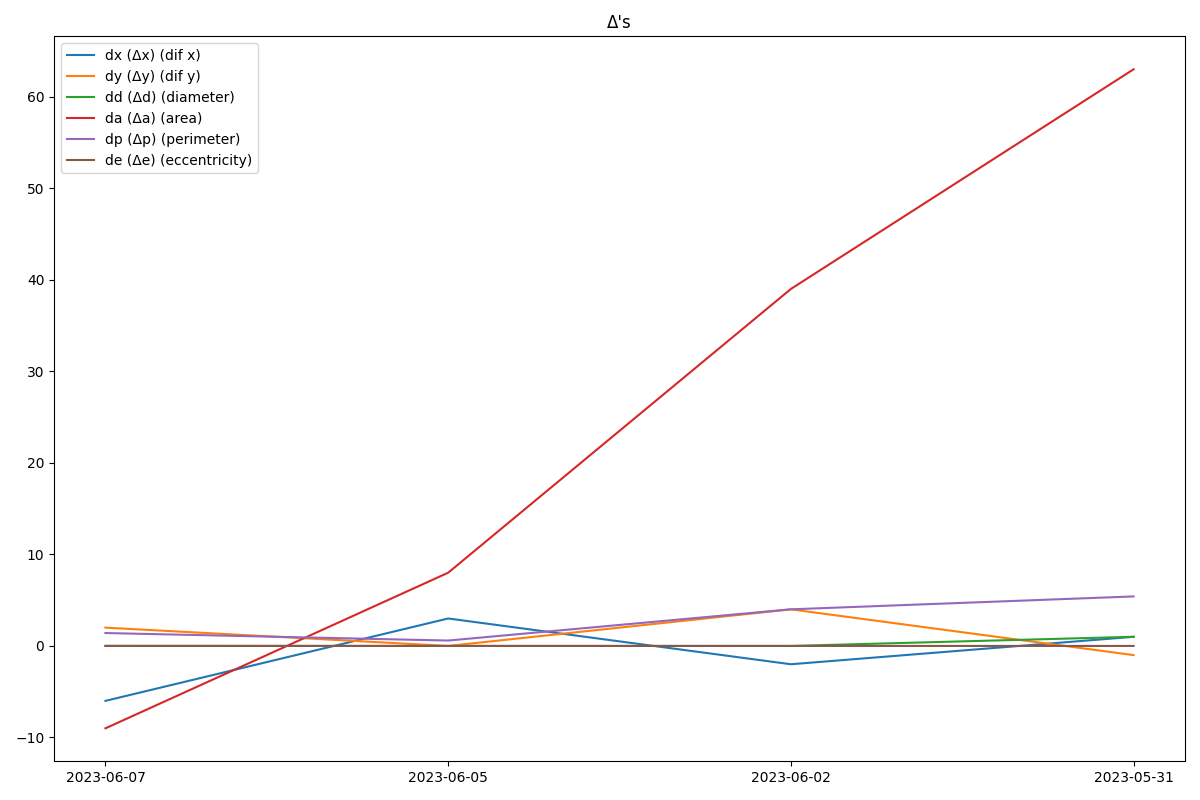 Δ's
dx (Δx) (dif x)
dy (Δy) (dif y)
dd (Δd) (diameter)
da (Δa) (area)
dp (Δp) (perimeter)
de (Δe) (eccentricity)
60
50
40
30
20
10
0
−10
2023-06-07 2023-06-05 2023-06-02 2023-05-31